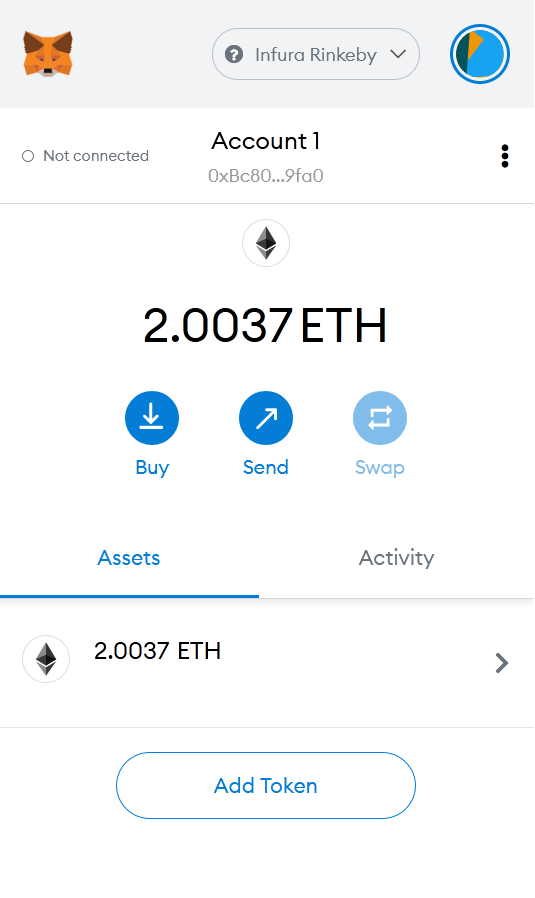 Infura Rinkeby
Account 1
Not connected
0xBc80...9fa0
2.0037 ETH
Buy
Send
Swap
Assets
Activity
2.0037 ETH
Add Token